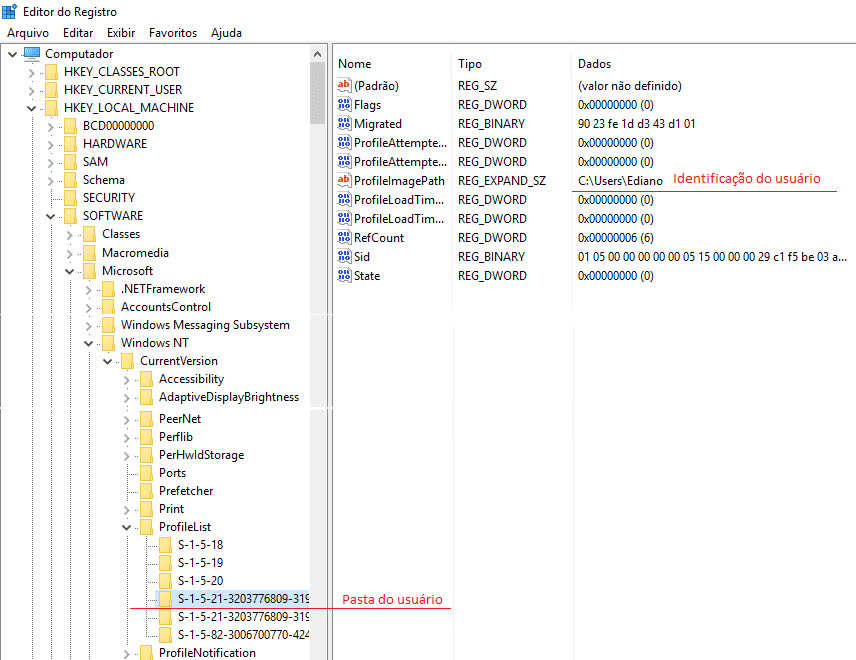 Editor do Registro
Arquivo Editar Exibir Favoritos Ajuda
Computador
HKEY_CLASSES_ROOT
HKEY_CURRENT_USER
HKEY_LOCAL_MACHINE
BCD00000000
HARDWARE
SAM
Schema
SECURITY
SOFTWARE
Classes
Macromedia
Microsoft
.NETFramework
AccountsControl
Windows Messaging Subsystem
Windows NT
CurrentVersion
Accessibility
AdaptiveDisplayBrightness
PeerNet
Perflib
PerHwIdStorage
Ports
Prefetcher
Print
ProfileList
S-1-5-18
S-1-5-19
S-1-5-20
S-1-5-21-3203776809-319
S-1-5-21-3203776809-319
S-1-5-82-3006700770-424
ProfileNotification
Nome Tipo Dados
(Padrão) REG_SZ (valor não definido)
Flags REG_DWORD 0x00000000 (0)
Migrated REG_BINARY 90 23 fe 1d d3 43 d1 01
ProfileAttempte... REG_DWORD 0x00000000 (0)
ProfileAttempte... REG_DWORD 0x00000000 (0)
ProfileImagePath REG_EXPAND_SZ C:\Users\Ediano Identificação do usuário
ProfileLoadTim... REG_DWORD 0x00000000 (0)
ProfileLoadTim... REG_DWORD 0x00000000 (0)
RefCount REG_DWORD 0x00000006 (6)
Sid REG_BINARY 01 05 00 00 00 00 00 05 15 00 00 00 29 c1 f5 be 03 a...
State REG_DWORD 0x00000000 (0)
Pasta do usuário